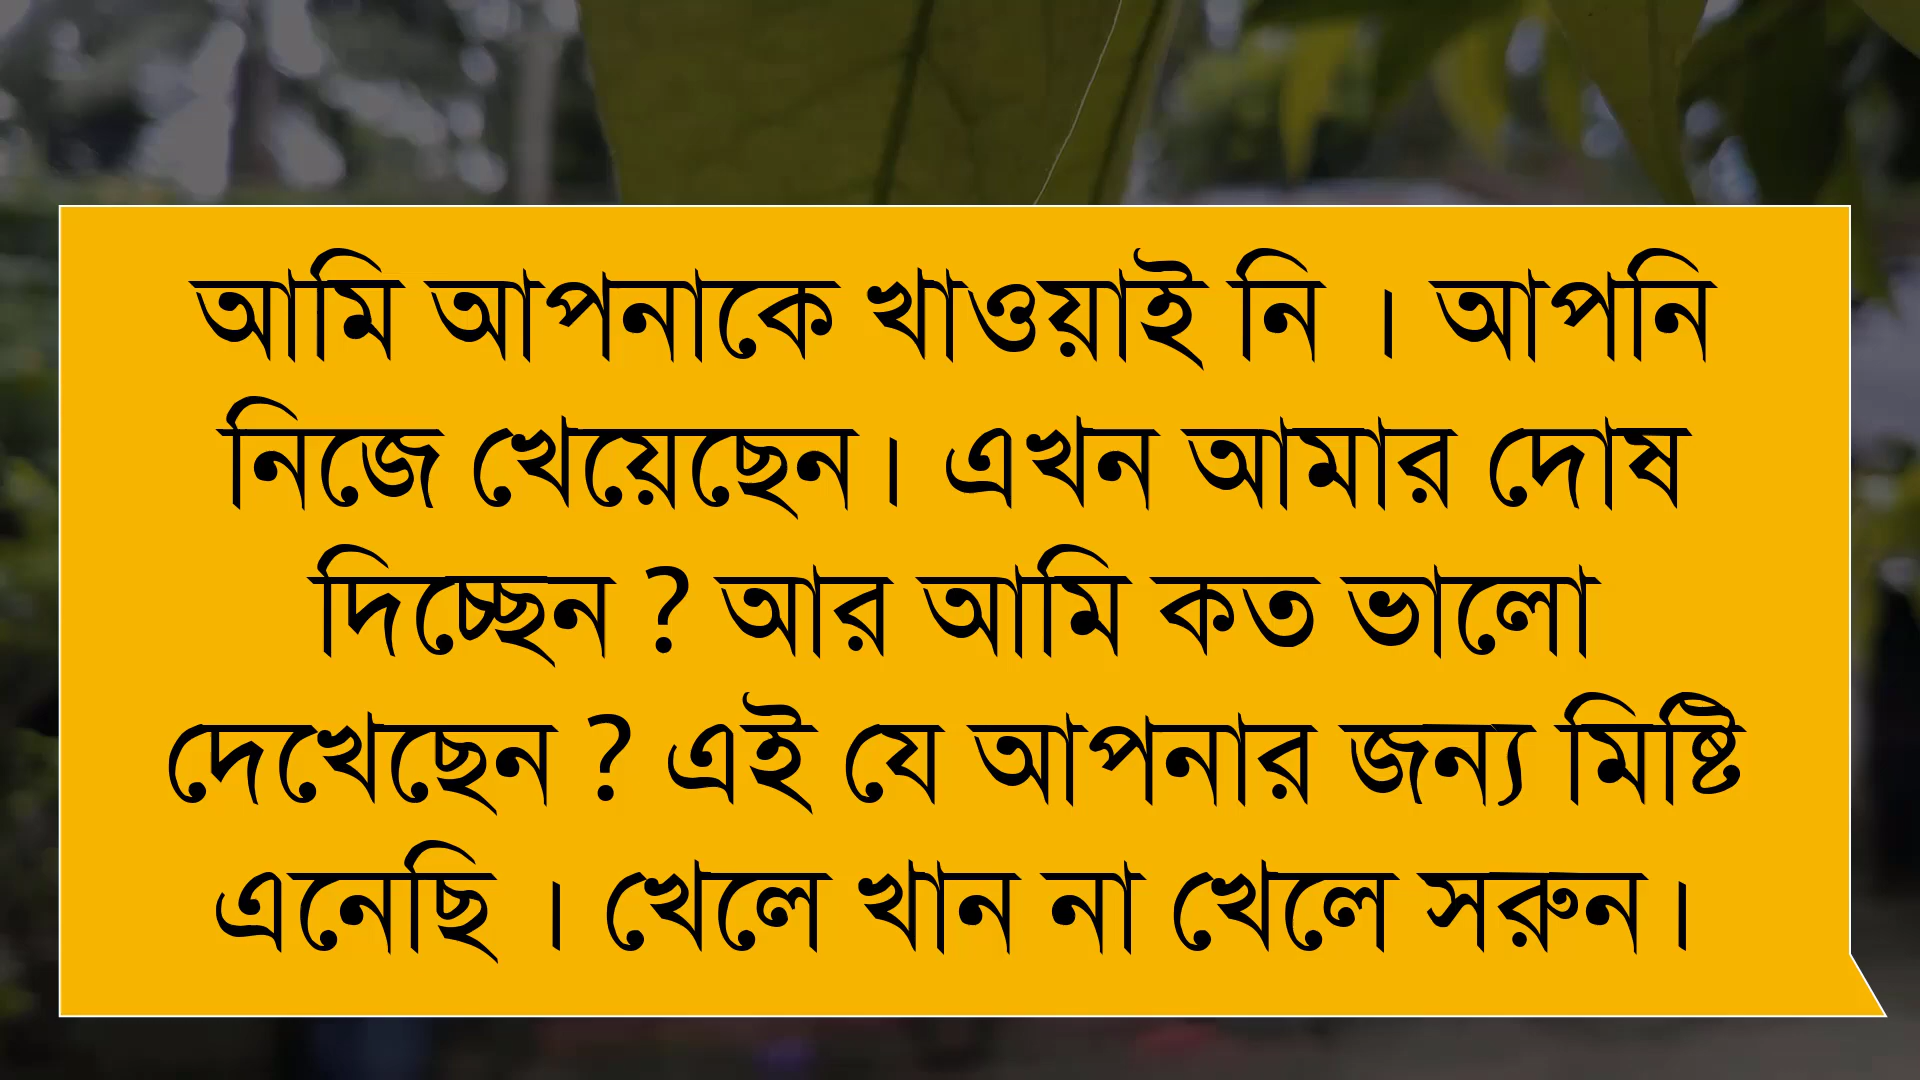 আমি আপনাকে খাওয়াই নি । আপনি
নিজে খেয়েছেন। এখন আমার দোষ
দিচ্ছেন ? আর আমি কত ভালো
দেখেছেন ? এই যে আপনার জন্য মিষ্টি
এনেছি । খেলে খান না খেলে সরুন।